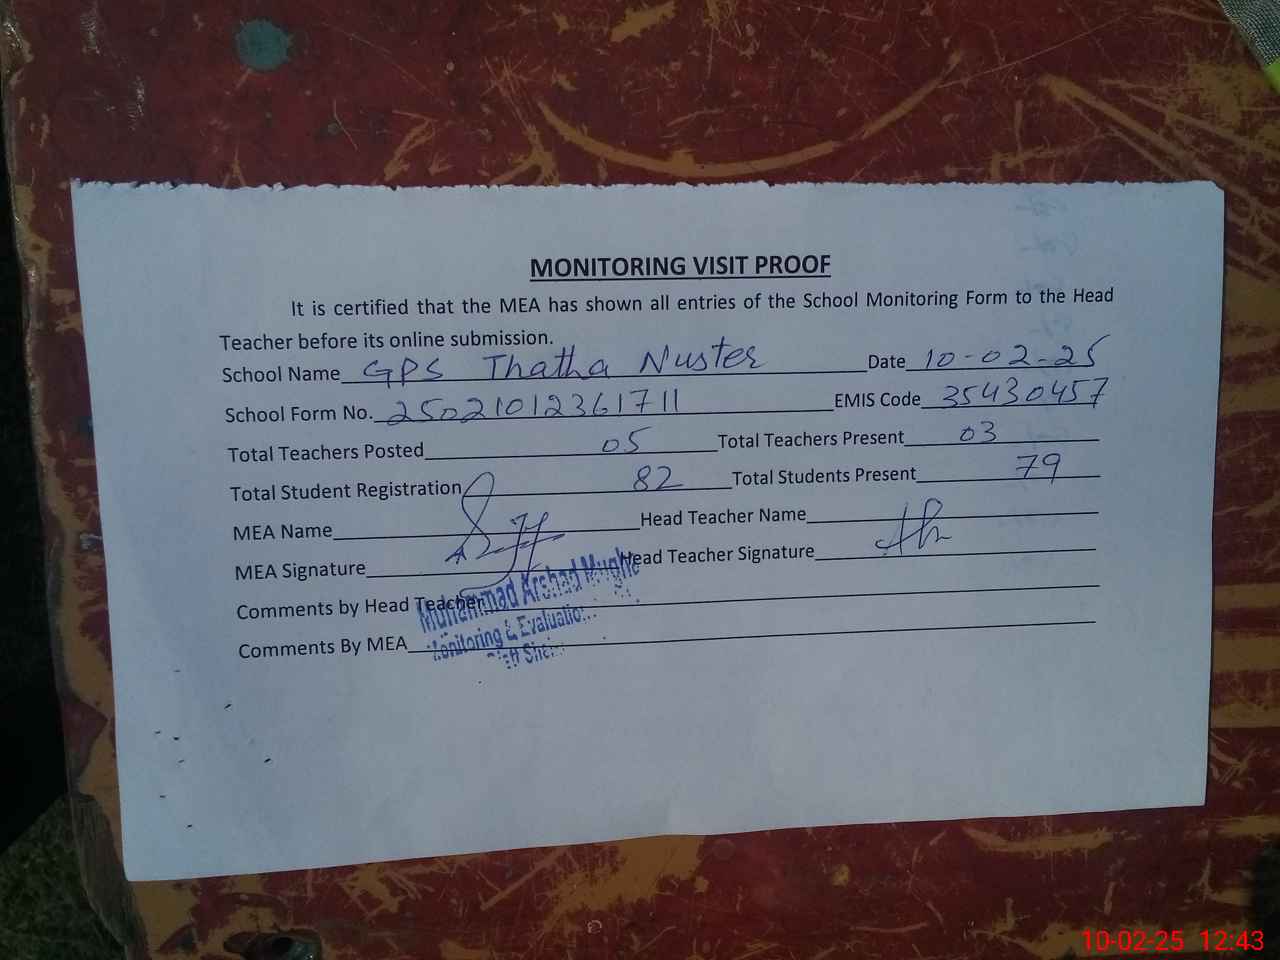 MONITORING VISIT PROOF
It is certified that the MEA has shown all entries of the School Monitoring Form to the Head
Teacher before its online submission.
School Name GPS Thatha Nuster Date 10-02-25
School Form No. 25021012361711 EMIS Code 35430457
Total Teachers Posted 05 Total Teachers Present 03
Total Student Registration 82 Total Students Present 79
MEA Name Head Teacher Name
MEA Signature Head Teacher Signature
Comments by Head Teacher
Comments By MEA
Muhammad Arshad Mughe
Monitoring & Evaluatio
10-02-25 12:43